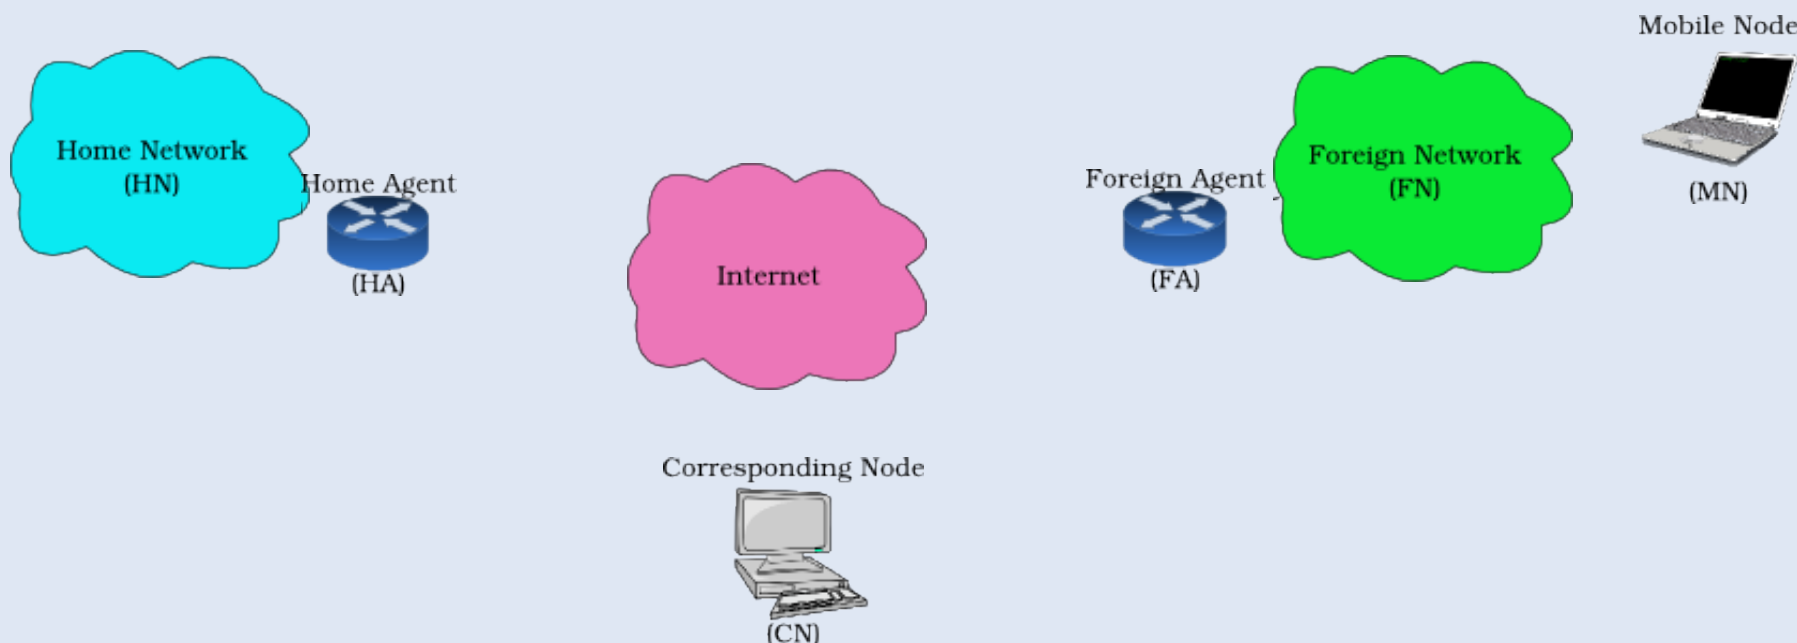 Mobile Node
(MN)
Home Network
(HN)
Home Agent
(HA)
Internet
Foreign Agent
(FA)
Foreign Network
(FN)
Corresponding Node
(CN)